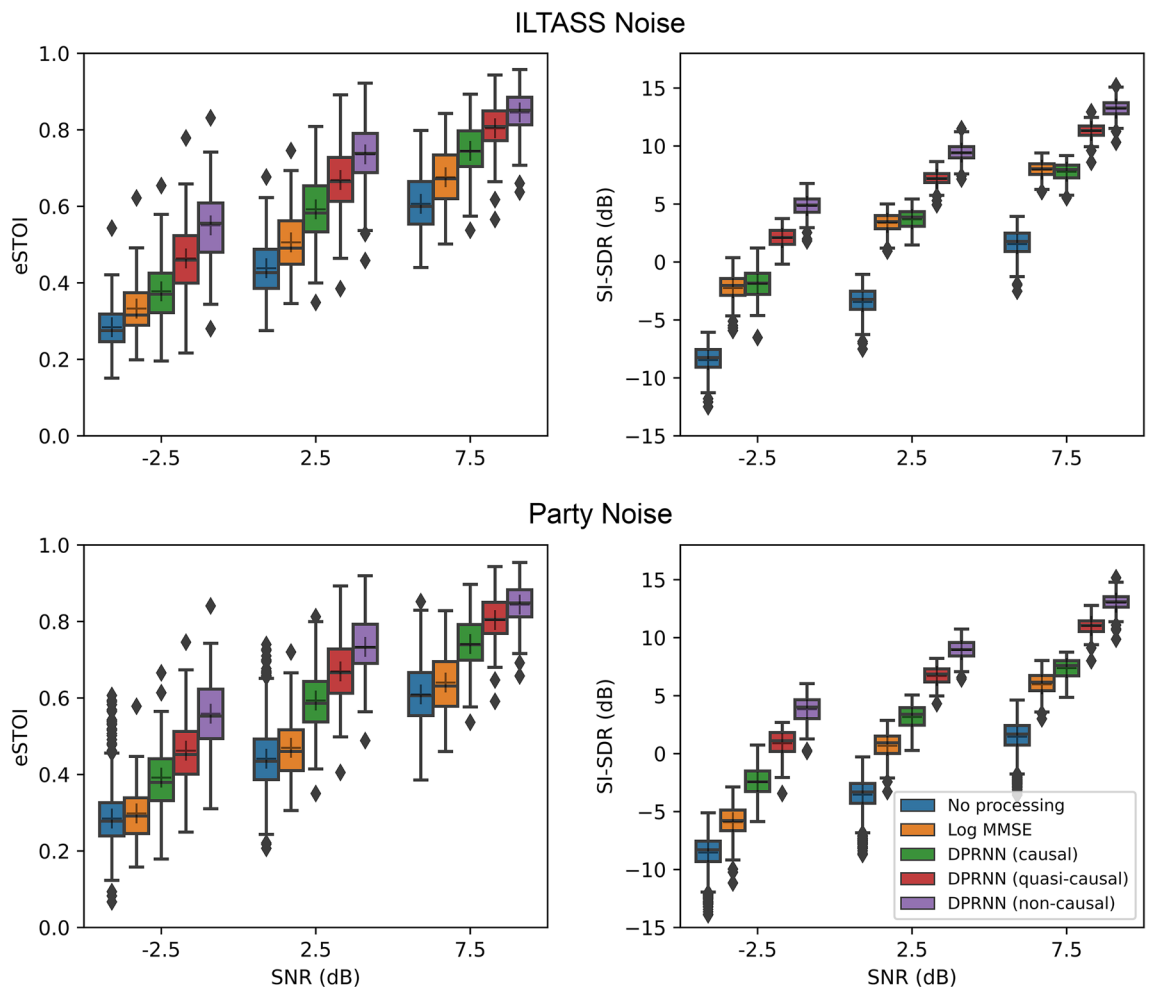 ILTASS Noise
1.0
0.8
0.6
0.4
0.2
0.0
eSTOI
-2.5
2.5
7.5
15
10
5
0
−5
−10
−15
SI-SDR (dB)
-2.5
2.5
7.5
Party Noise
1.0
0.8
0.6
0.4
0.2
0.0
eSTOI
-2.5
2.5
7.5
SNR (dB)
15
10
5
0
−5
−10
−15
SI-SDR (dB)
No processing
Log MMSE
DPRNN (causal)
DPRNN (quasi-causal)
DPRNN (non-causal)
-2.5
2.5
7.5
SNR (dB)